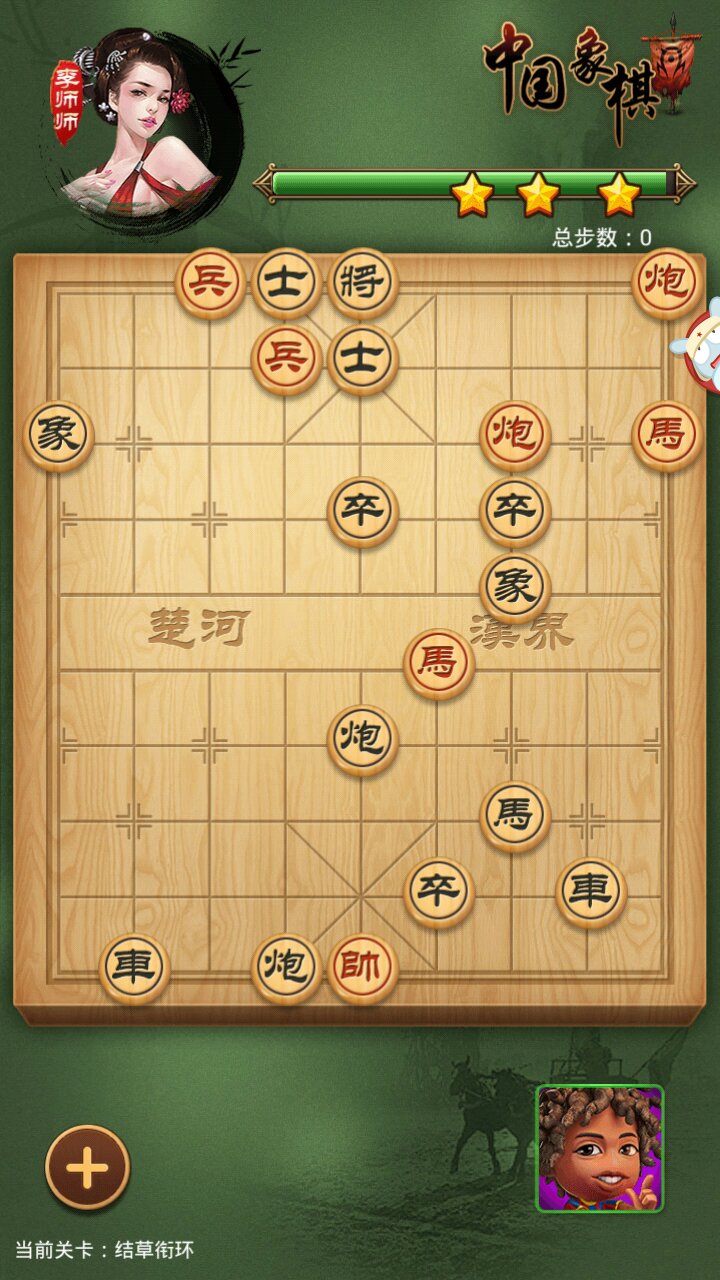 李师师
中国象棋
总步数：0
兵 士 將 炮
兵 士
象 炮 馬
卒 卒
象
楚河 漢界
馬
炮
馬
卒 車
車 炮 帥
当前关卡：结草衔环